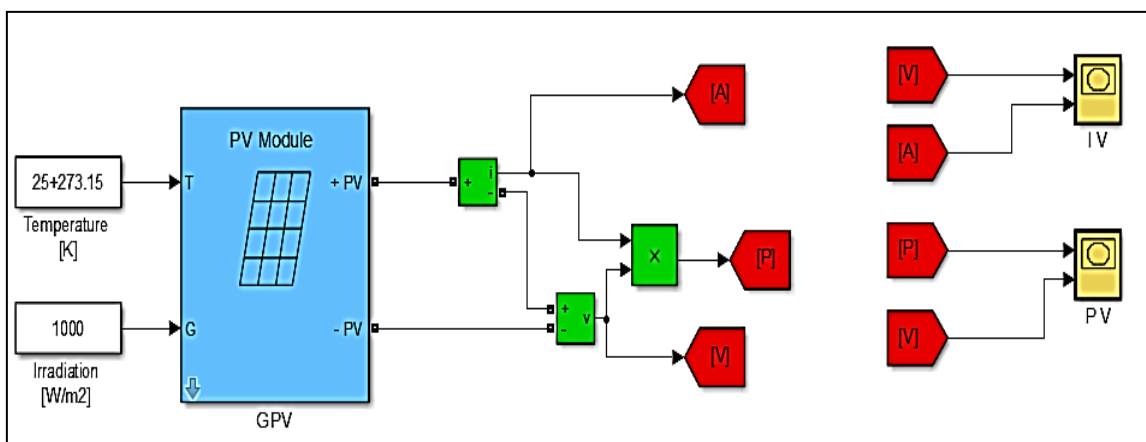 PV Module
25+273.15
T
+ PV
Temperature
[K]
1000
G
- PV
Irradiation
[W/m2]
GPV
+
i
-
[A]
X
[P]
+
-
v
[V]
[V]
[A]
I V
[P]
[V]
P V